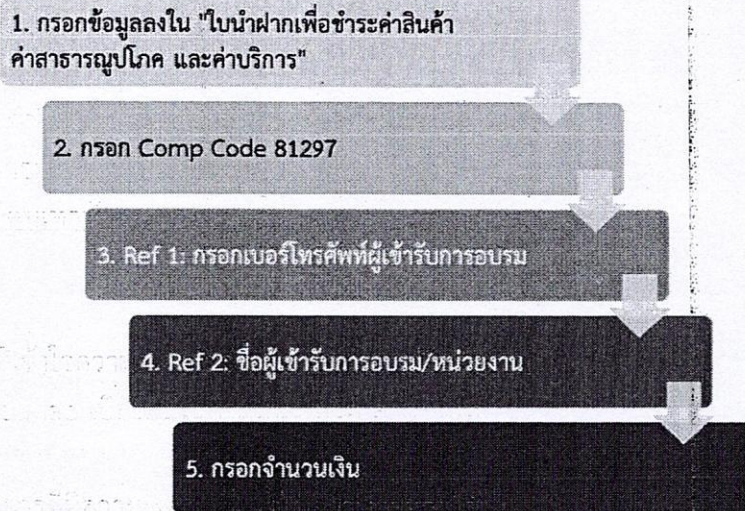 1. กรอกข้อมูลลงใน "ใบนำฝากเพื่อชำระค่าสินค้า
ค่าสาธารณูปโภค และค่าบริการ"
2. กรอก Comp Code 81297
3. Ref 1: กรอกเบอร์โทรศัพท์ผู้เข้ารับการอบรม
4. Ref 2: ชื่อผู้เข้ารับการอบรม/หน่วยงาน
5. กรอกจำนวนเงิน